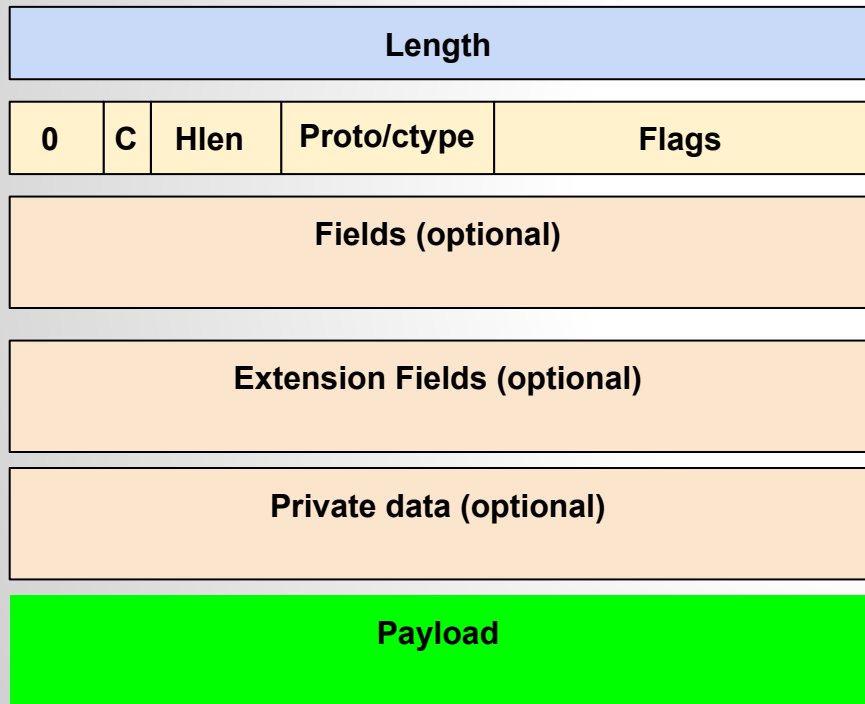 Length
0 C Hlen Proto/ctype Flags
Fields (optional)
Extension Fields (optional)
Private data (optional)
Payload